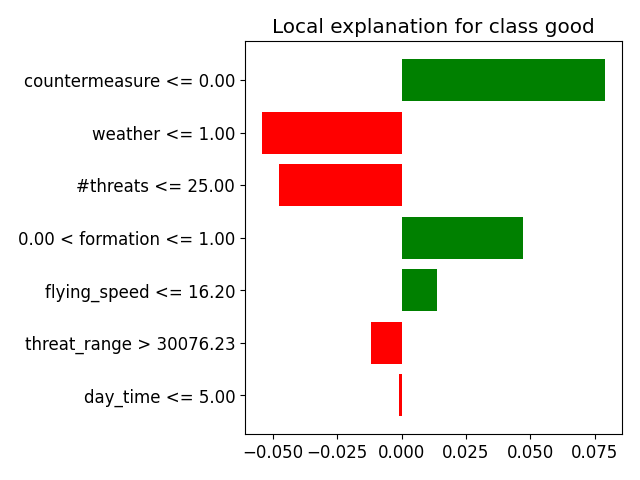 Local explanation for class good
countermeasure <= 0.00
weather <= 1.00
#threats <= 25.00
0.00 < formation <= 1.00
flying_speed <= 16.20
threat_range > 30076.23
day_time <= 5.00
−0.050 −0.025 0.000 0.025 0.050 0.075